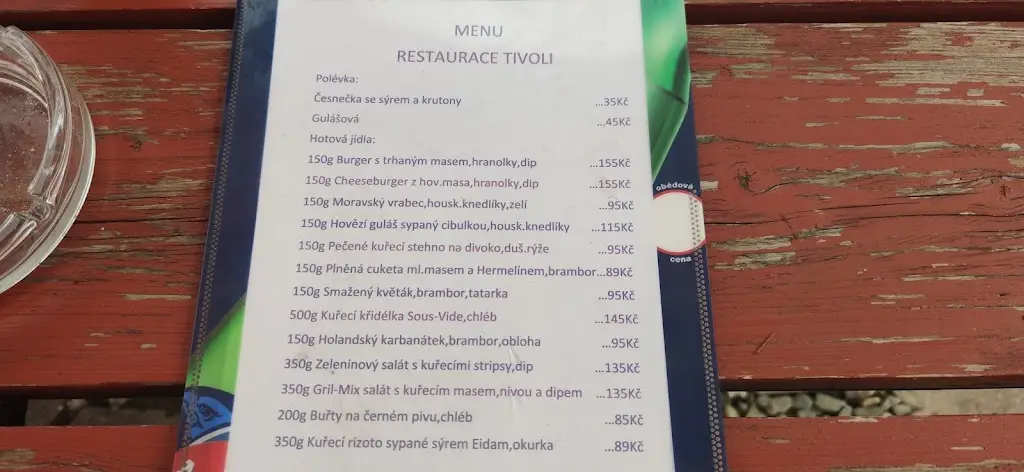 MENU
RESTAURACE TIVOLI
Polévka:
Česnečka se sýrem a krutony ...35Kč
Gulášová ...45Kč
Hotová jídla:
150g Burger s trhaným masem,hranolky,dip ...155Kč
150g Cheeseburger z hov.masa,hranolky,dip ...155Kč
150g Moravský vrabec,housk.knedlíky,zelí ...95Kč
150g Hovězí guláš sypaný cibulkou,housk.knedlíky ...115Kč
150g Pečené kuřecí stehno na divoko,duš.rýže ...95Kč
150g Plněná cuketa ml.masem a Hermelínem,brambor...89Kč
150g Smažený květák,brambor,tatarka ...95Kč
500g Kuřecí křidélka Sous-Vide,chléb ...145Kč
150g Holandský karbanátek,brambor,obloha ...95Kč
350g Zeleninový salát s kuřecími stripsy,dip ...135Kč
350g Gril-Mix salát s kuřecím masem,nivou a dipem ...135Kč
200g Buřty na černém pivu,chléb ...85Kč
350g Kuřecí rizoto sypané sýrem Eidam,okurka ...89Kč
obědová
cena